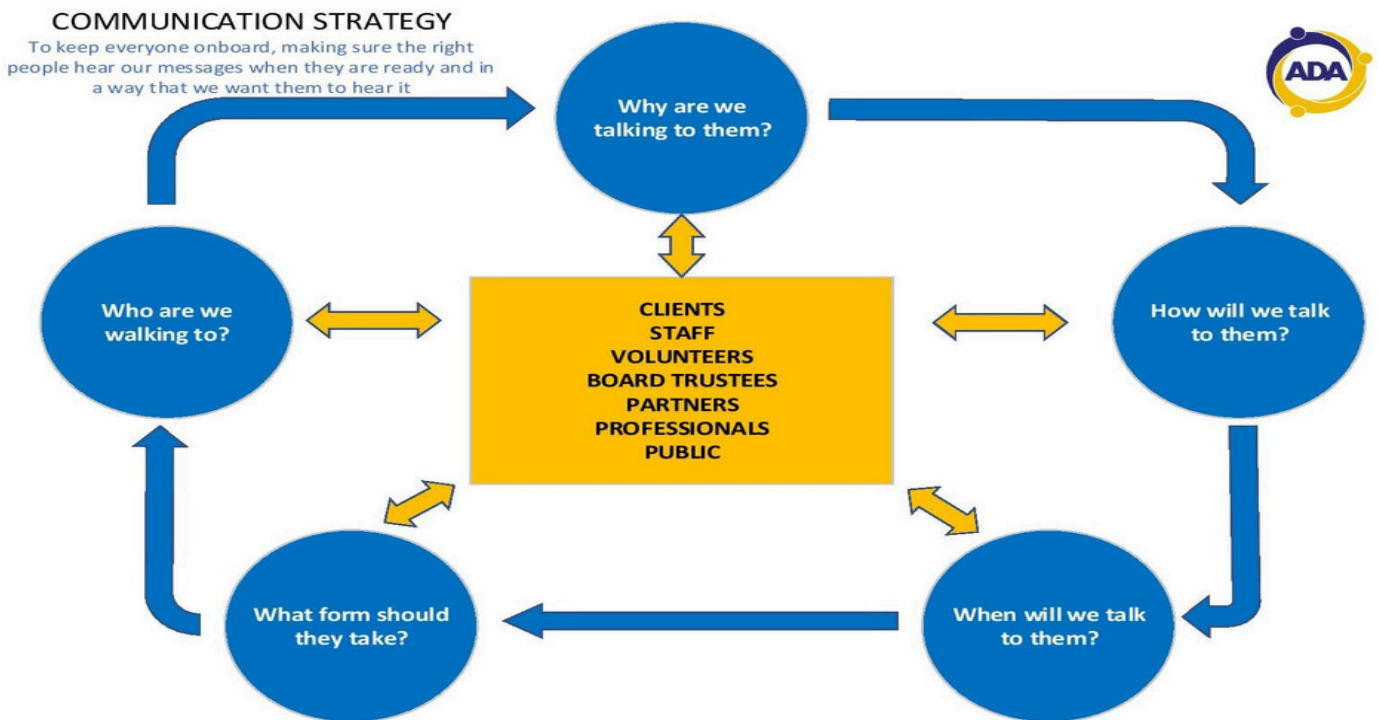 COMMUNICATION STRATEGY
To keep everyone onboard, making sure the right
people hear our messages when they are ready and in
a way that we want them to hear it
ADA
Why are we
talking to them?
How will we talk
to them?
When will we talk
to them?
What form should
they take?
Who are we
walking to?
CLIENTS
STAFF
VOLUNTEERS
BOARD TRUSTEES
PARTNERS
PROFESSIONALS
PUBLIC